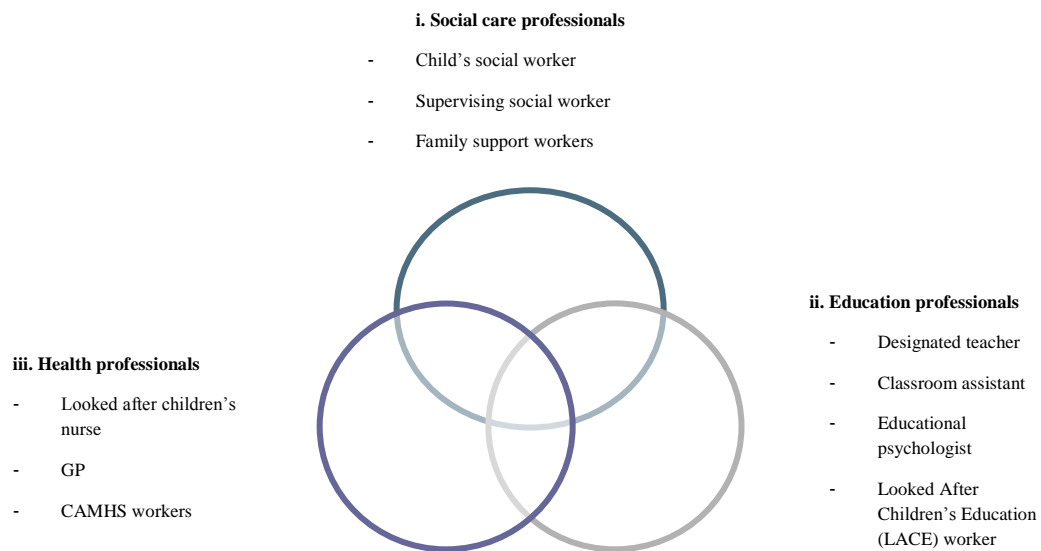 i. Social care professionals
- Child’s social worker
- Supervising social worker
- Family support workers
ii. Education professionals
- Designated teacher
- Classroom assistant
- Educational
psychologist
- Looked After
Children’s Education
(LACE) worker
iii. Health professionals
- Looked after children’s
nurse
- GP
- CAMHS workers